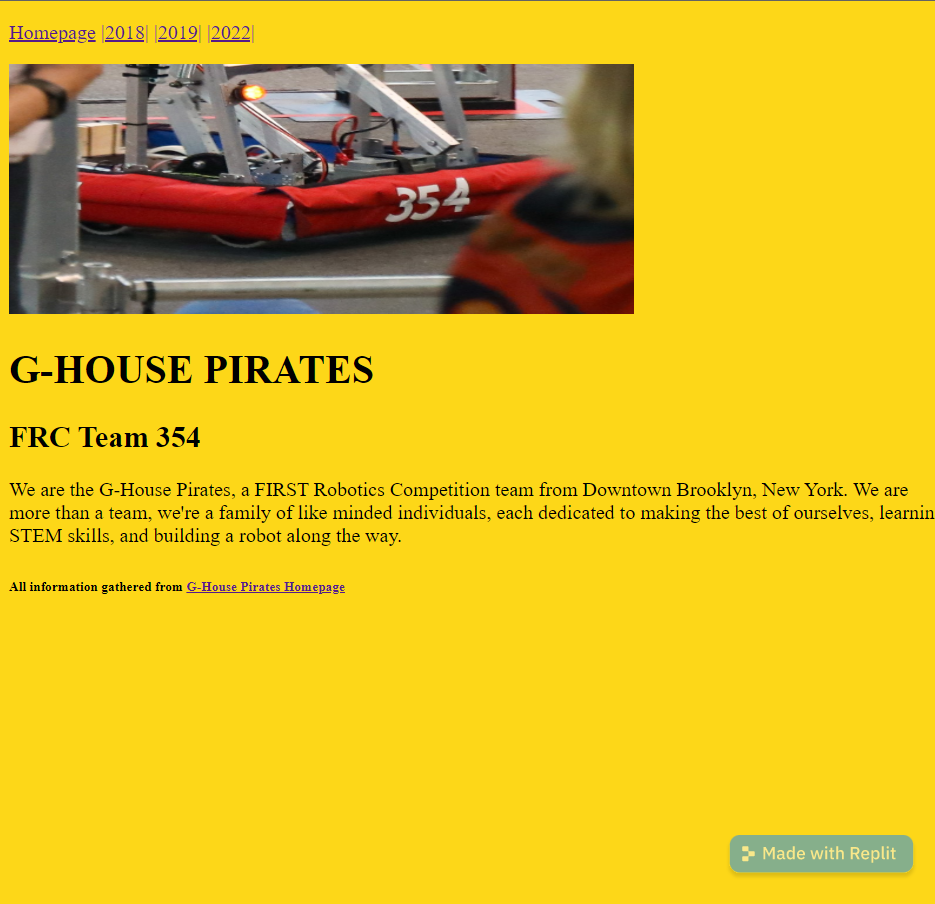 Homepage |2018| |2019| |2022|
354
G-HOUSE PIRATES
FRC Team 354
We are the G-House Pirates, a FIRST Robotics Competition team from Downtown Brooklyn, New York. We are
more than a team, we're a family of like minded individuals, each dedicated to making the best of ourselves, learnin
STEM skills, and building a robot along the way.
All information gathered from G-House Pirates Homepage
Made with Replit